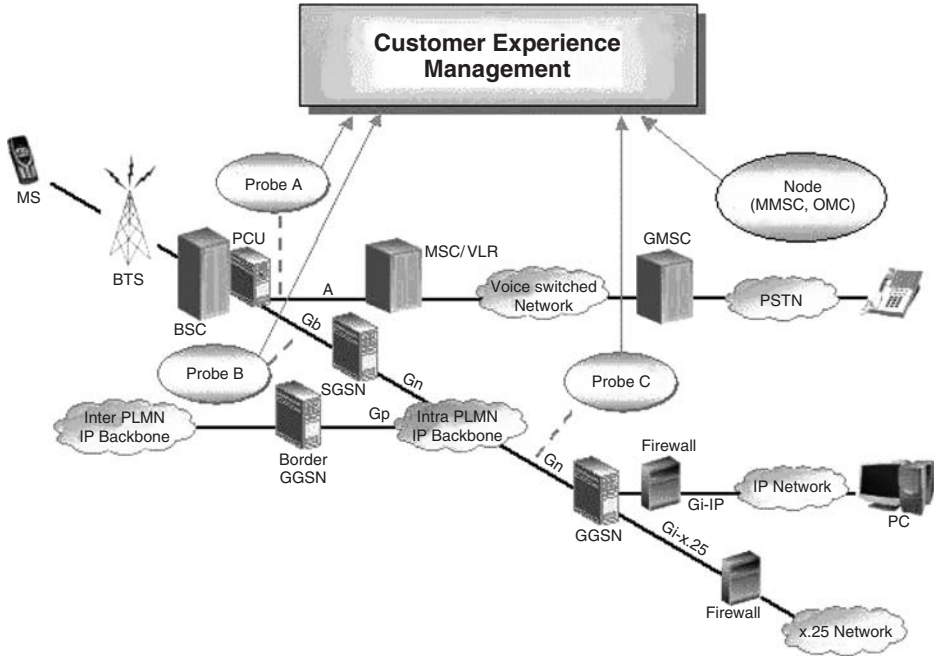 Customer Experience
Management
MS
BTS
Probe A
Node
(MMSC, OMC)
PCU
BSC
MSC/VLR
GMSC
A
Voice switched
Network
PSTN
Gb
Probe B
SGSN
Gn
Probe C
Inter PLMN
IP Backbone
Gp
Border
GGSN
Intra PLMN
IP Backbone
Gn
GGSN
Firewall
Gi-IP
IP Network
PC
Gi-x.25
Firewall
x.25 Network